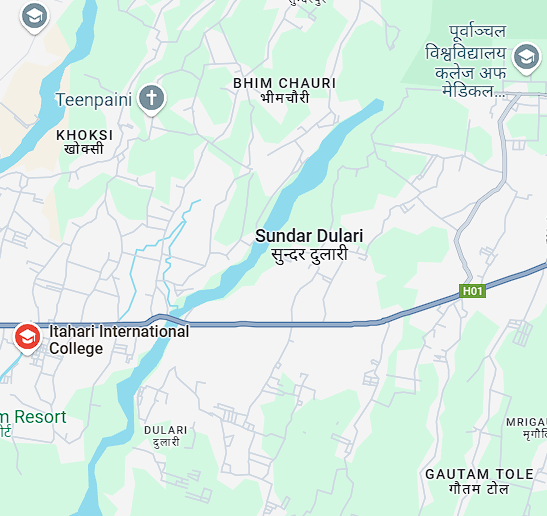 पूर्वाञ्चल
विश्वविद्यालय
कलेज अफ
मेडिकल...
BHIM CHAURI
भीमचौरी
Teenpaini
KHOKSI
खोक्सी
Sundar Dulari
सुन्दर दुलारी
H01
Itahari International
College
m Resort
DULARI
दुलारी
MRIGAU
GAUTAM TOLE
गौतम टोल